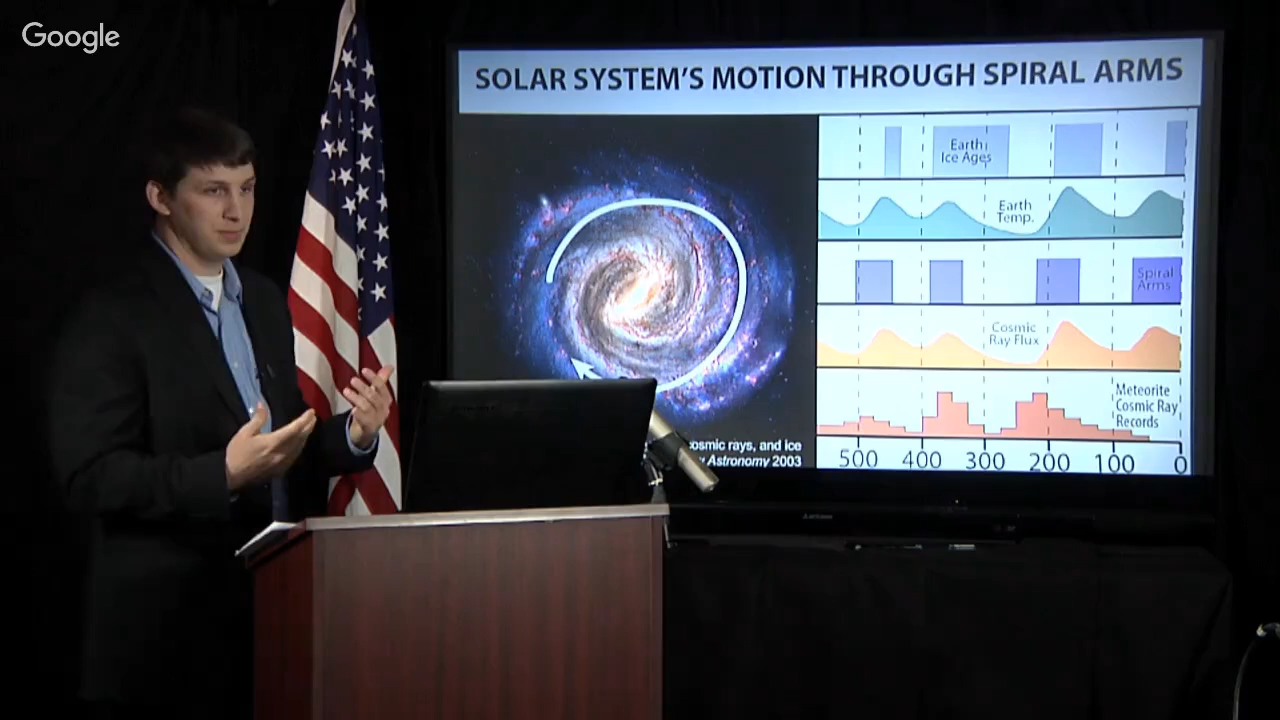 Google
SOLAR SYSTEM'S MOTION THROUGH SPIRAL ARMS
Earth
Ice Ages
Earth
Temp.
Spiral
Arms
Cosmic
Ray Flux
Meteorite
Cosmic Ray
Records
500 400 300 200 100 0
cosmic rays, and ice
Astronomy 2003